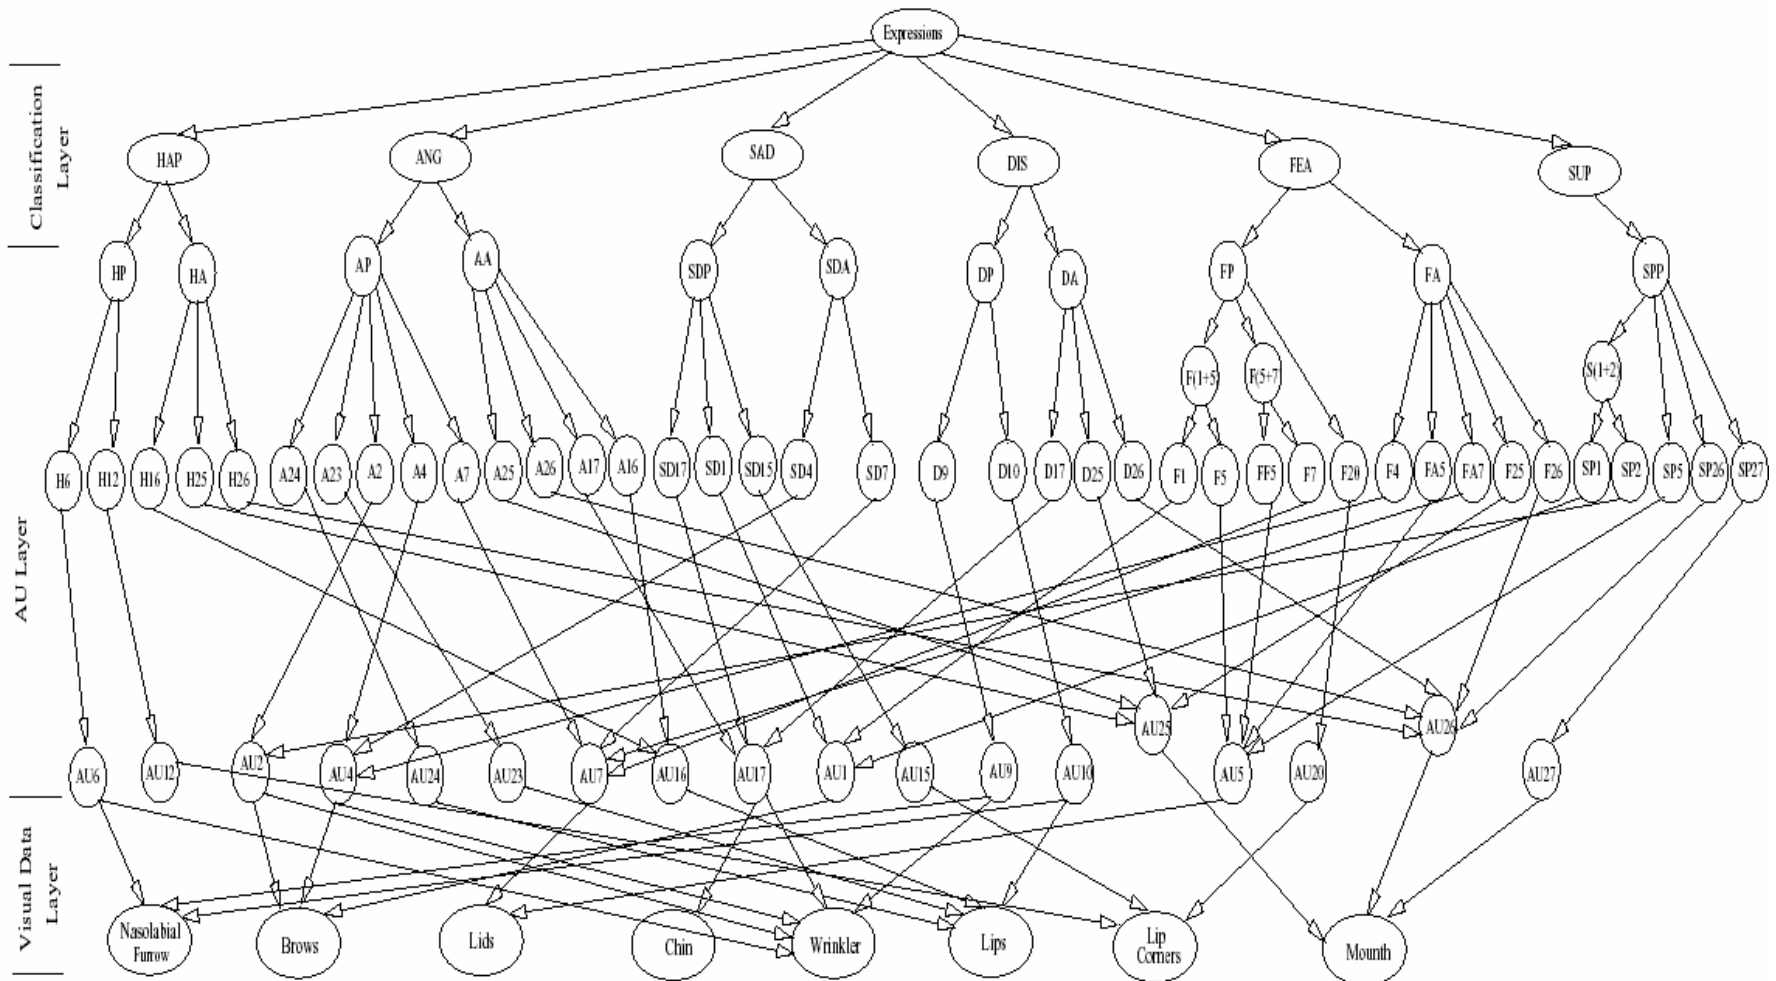 Expressions
Classification
Layer
HAP
ANG
SAD
DIS
FEA
SUP
HP
HA
AP
AA
SDP
SDA
DP
DA
FP
FA
SPP
F(1+5)
F(5+7
S(1+2)
AU Layer
H6
H12
H16
H25
H26
A24
A23
A2
A4
A7
A25
A26
A17
A16
SD17
SD1
SD15
SD4
SD7
D9
D10
D17
D25
D26
F1
F5
FF5
F7
F20
F4
FA5
FA7
F25
F26
SP1
SP2
SP5
SP26
SP27
AU6
AU12
AU2
AU4
AU24
AU23
AU7
AU16
AU17
AU1
AU15
AU9
AU10
AU25
AU5
AU20
AU26
AU27
Visual Data
Layer
Nasolabial
Furrow
Brows
Lids
Chin
Wrinkler
Lips
Lip
Corners
Mounth